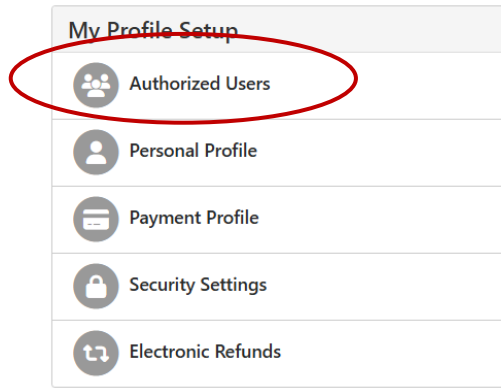 My Profile Setup
Authorized Users
Personal Profile
Payment Profile
Security Settings
Electronic Refunds